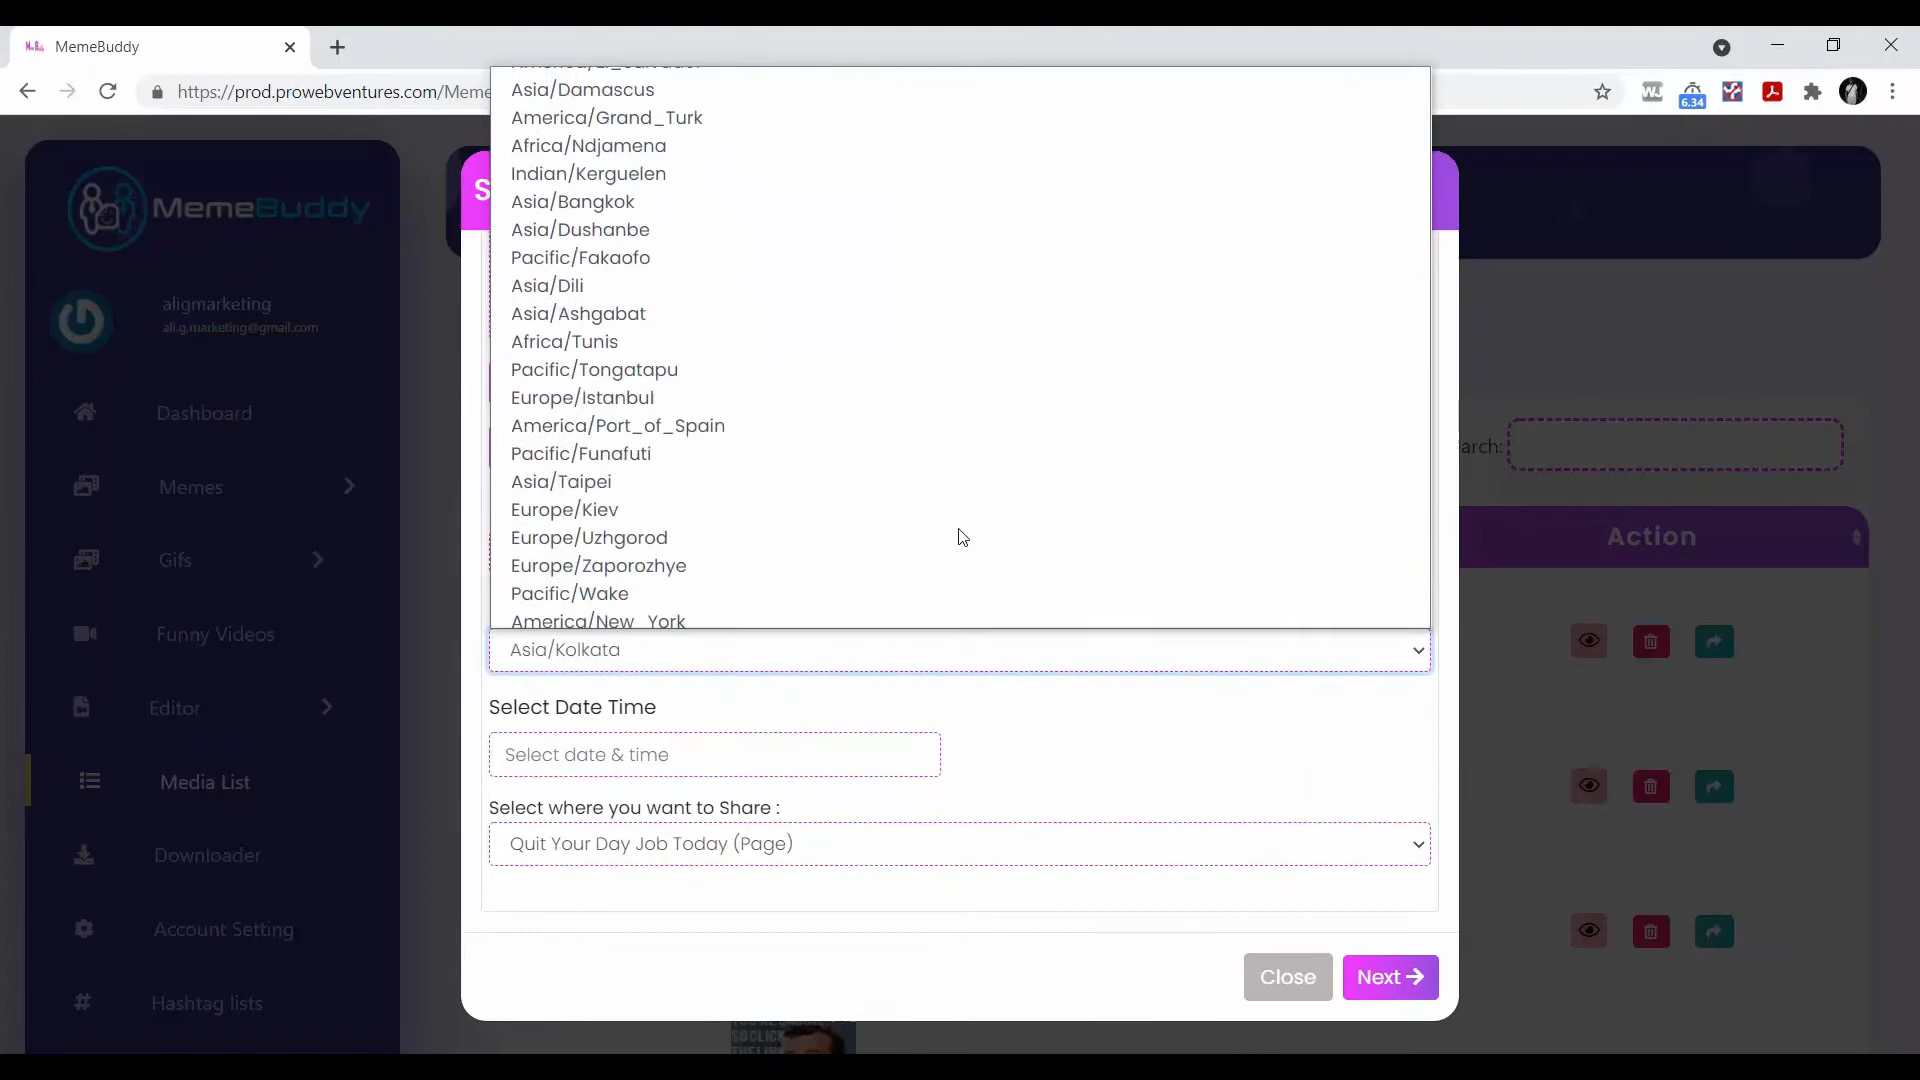 MemeBuddy
https://prod.prowebventures.com/Meme
6.34
MemeBuddy
aligmarketing
ali.g.marketing@gmail.com
Dashboard
Memes
Gifs
Funny Videos
Editor
Media List
Downloader
Account Setting
Hashtag lists
S
Asia/Damascus
America/Grand_Turk
Africa/Ndjamena
Indian/Kerguelen
Asia/Bangkok
Asia/Dushanbe
Pacific/Fakaofo
Asia/Dili
Asia/Ashgabat
Africa/Tunis
Pacific/Tongatapu
Europe/Istanbul
America/Port_of_Spain
Pacific/Funafuti
Asia/Taipei
Europe/Kiev
Europe/Uzhgorod
Europe/Zaporozhye
Pacific/Wake
America/New_York
Asia/Kolkata
Select Date Time
Select date & time
Select where you want to Share :
Quit Your Day Job Today (Page)
Close
Next
arch:
Action
SO CLICK